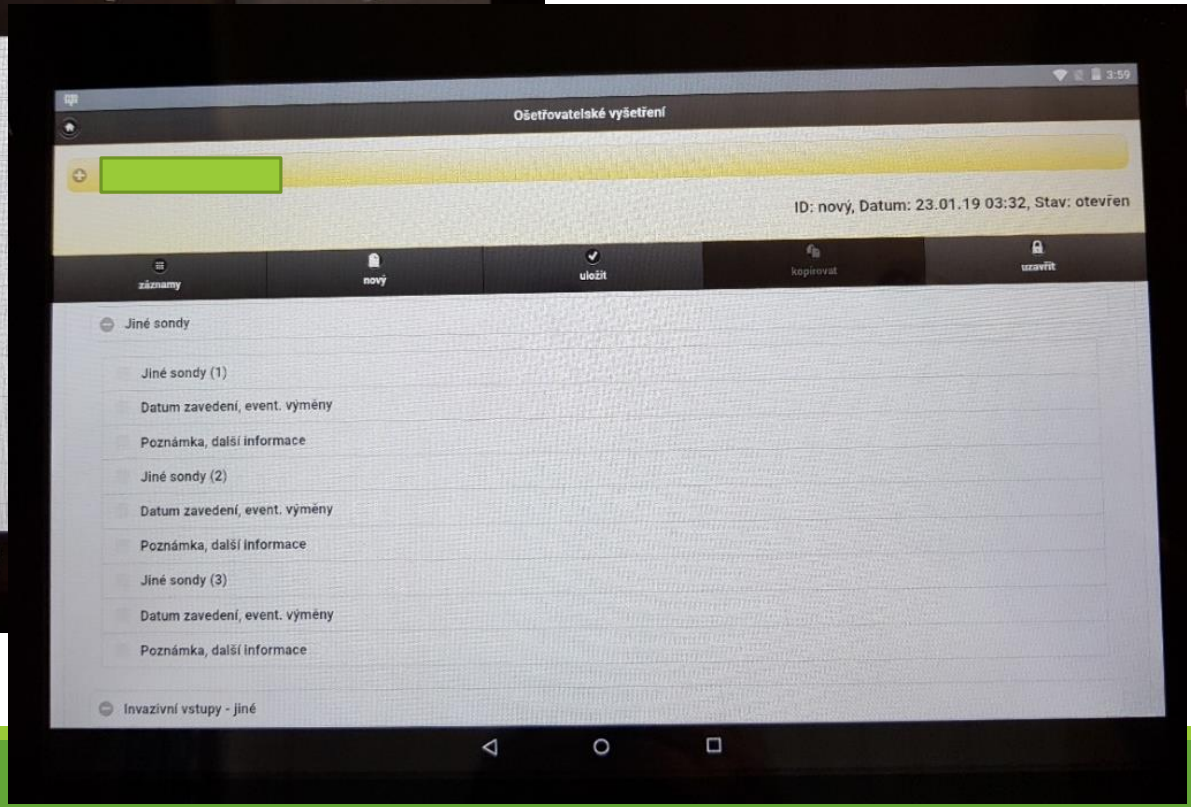 3:59
Ošetřovatelské vyšetření
ID: nový, Datum: 23.01.19 03:32, Stav: otevřen
záznamy
nový
uložit
kopírovat
uzavřít
Jiné sondy
Jiné sondy (1)
Datum zavedení, event. výměny
Poznámka, další informace
Jiné sondy (2)
Datum zavedení, event. výměny
Poznámka, další informace
Jiné sondy (3)
Datum zavedení, event. výměny
Poznámka, další informace
Invazivní vstupy - jiné